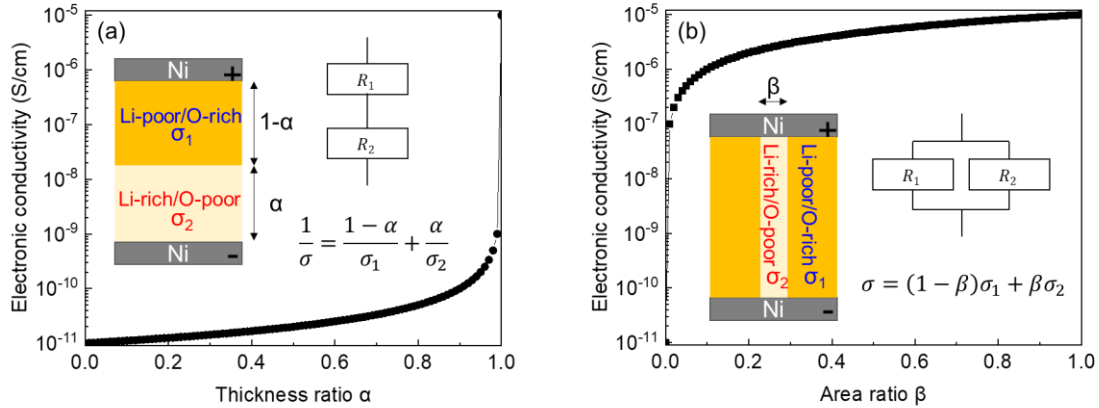 (a)
Electronic conductivity (S/cm)
10⁻⁵
10⁻⁶
10⁻⁷
10⁻⁸
10⁻⁹
10⁻¹⁰
10⁻¹¹
0.0 0.2 0.4 0.6 0.8 1.0
Thickness ratio α
Ni +
Li-poor/O-rich
σ₁
1-α
Li-rich/O-poor
σ₂
α
Ni -
R₁
R₂
1/σ = (1 − α)/σ₁ + α/σ₂
(b)
Electronic conductivity (S/cm)
10⁻⁵
10⁻⁶
10⁻⁷
10⁻⁸
10⁻⁹
10⁻¹⁰
10⁻¹¹
0.0 0.2 0.4 0.6 0.8 1.0
Area ratio β
β
Ni +
Li-rich/O-poor σ₂
Li-poor/O-rich σ₁
Ni -
R₁ R₂
σ = (1 − β)σ₁ + βσ₂